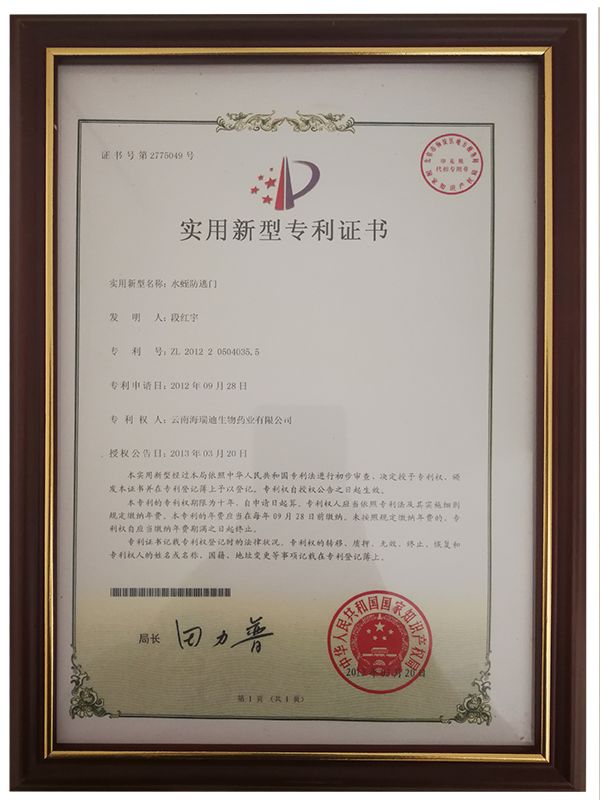 证书号第2775049号
实用新型专利证书
实用新型名称：水蛭防逃门
发明人：段红宇
专利号：ZL 2012 2 0504035.5
专利申请日：2012年09月28日
专利权人：云南海瑞迪生物药业有限公司
授权公告日：2013年03月20日
本实用新型经过本局依照中华人民共和国专利法进行初步审查，决定授予专利权，颁
发本证书并在专利登记簿上予以登记。专利权自授权公告之日起生效。
本专利的专利权期限为十年，自申请日起算。专利权人应当依照专利法及其实施细则
规定缴纳年费。本专利的年费应当在每年09月28日前缴纳。未按照规定缴纳年费的，专
利权自应当缴纳年费期满之日起终止。
专利证书记载专利权登记时的法律状况。专利权的转移、质押、无效、终止、恢复和
专利权人的姓名或名称、国籍、地址变更等事项记载在专利登记簿上。
局长
田力普
中华人民共和国国家知识产权局
2013年03月20日
第1页（共1页）